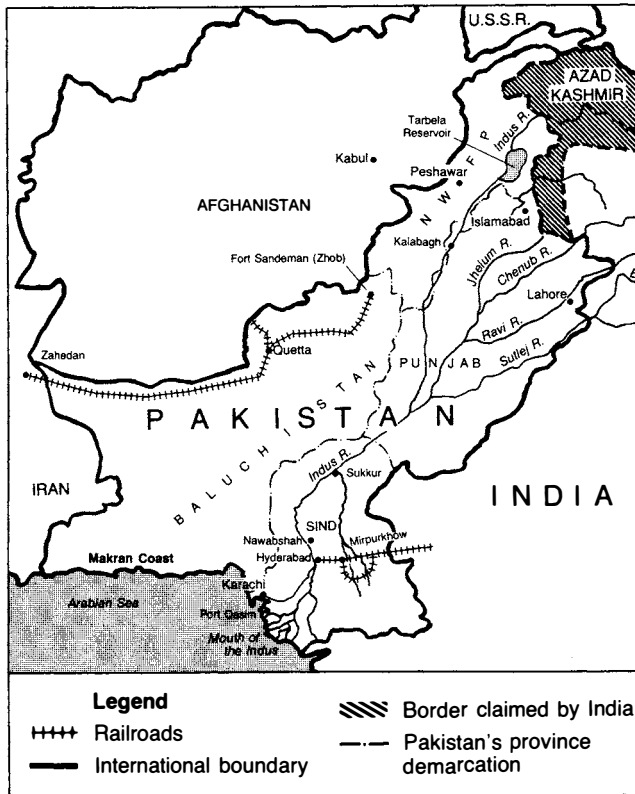 U.S.S.R.
AZAD
KASHMIR
Tarbela
Reservoir
Indus R.
Kabul
Peshawar
N W F P
AFGHANISTAN
Islamabad
Kalabagh
Fort Sandeman (Zhob)
Jhelum R.
Chenub R.
Lahore
Zahedan
Quetta
Ravi R.
PUNJAB
Sutlej R.
PAKISTAN
BALUCHISTAN
Indus R.
Sukkur
IRAN
INDIA
SIND
Nawabshah
Mirpurkhow
Hyderabad
Makran Coast
Karachi
Arabian Sea
Port Qasim
Mouth of
the Indus
Legend
Railroads
International boundary
Border claimed by India
Pakistan's province
demarcation